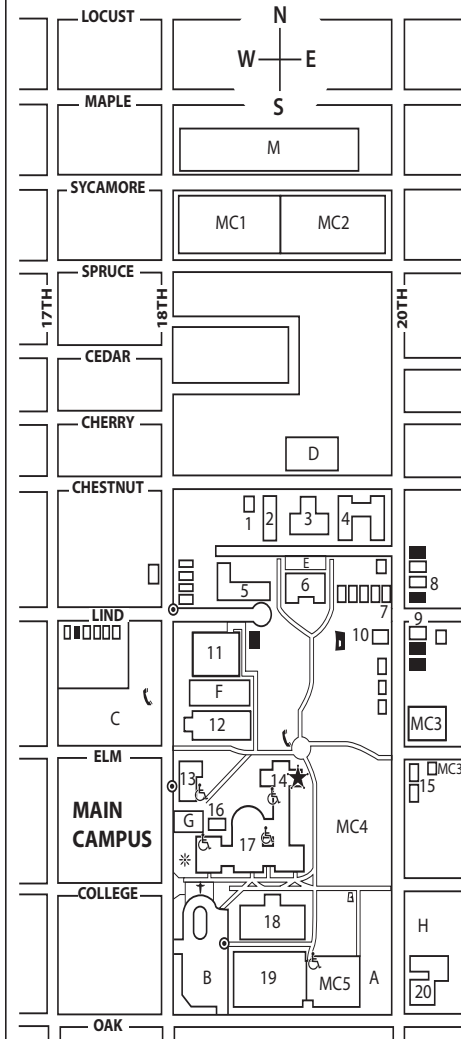 LOCUST
N
W E
S
MAPLE
M
SYCAMORE
MC1 MC2
SPRUCE
17TH
18TH
20TH
CEDAR
CHERRY
D
CHESTNUT
1 2 3 4
E
5 6 7 8
LIND
9
10
11
F
C
12
MC3
ELM
13 14
15 MC3
MAIN
CAMPUS
G 16
17
MC4
COLLEGE
18
H
B 19 MC5 A
20
OAK